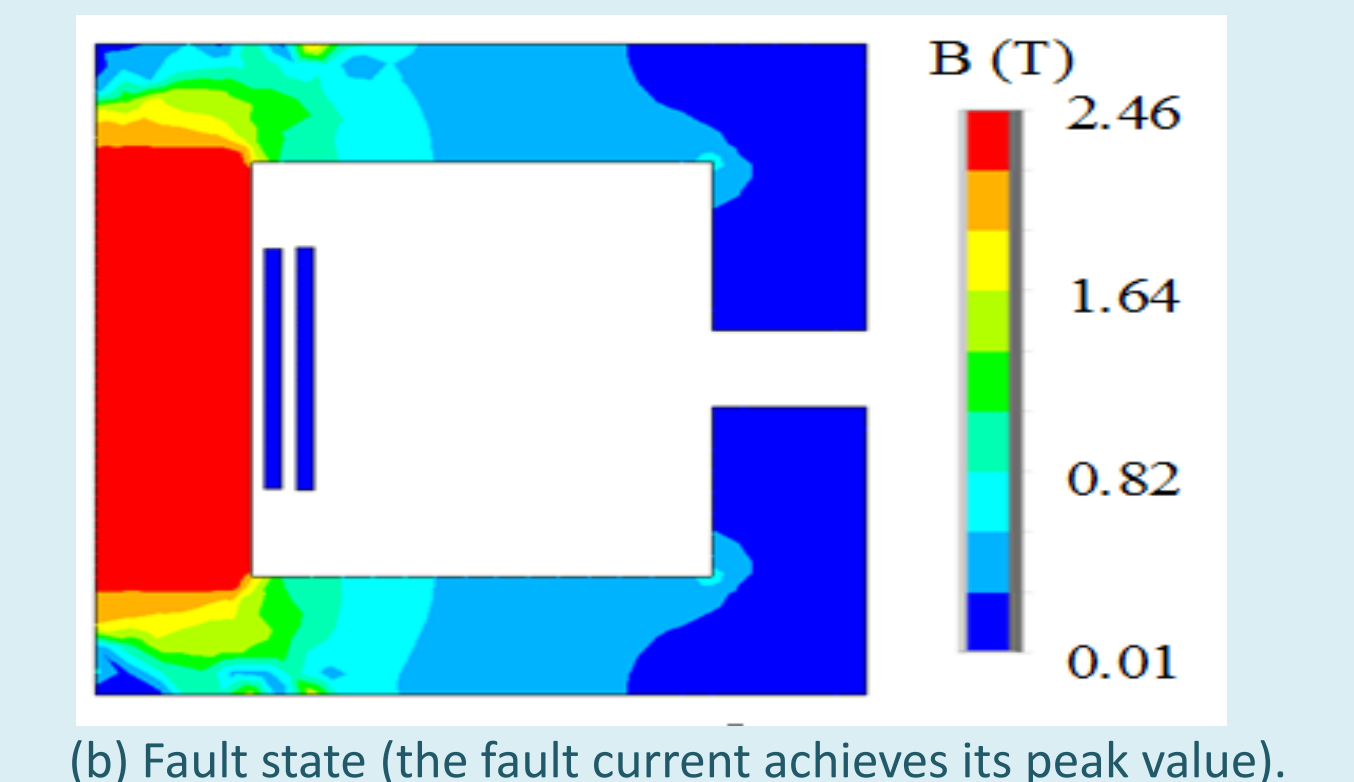 B (T)
2.46
1.64
0.82
0.01
(b) Fault state (the fault current achieves its peak value).